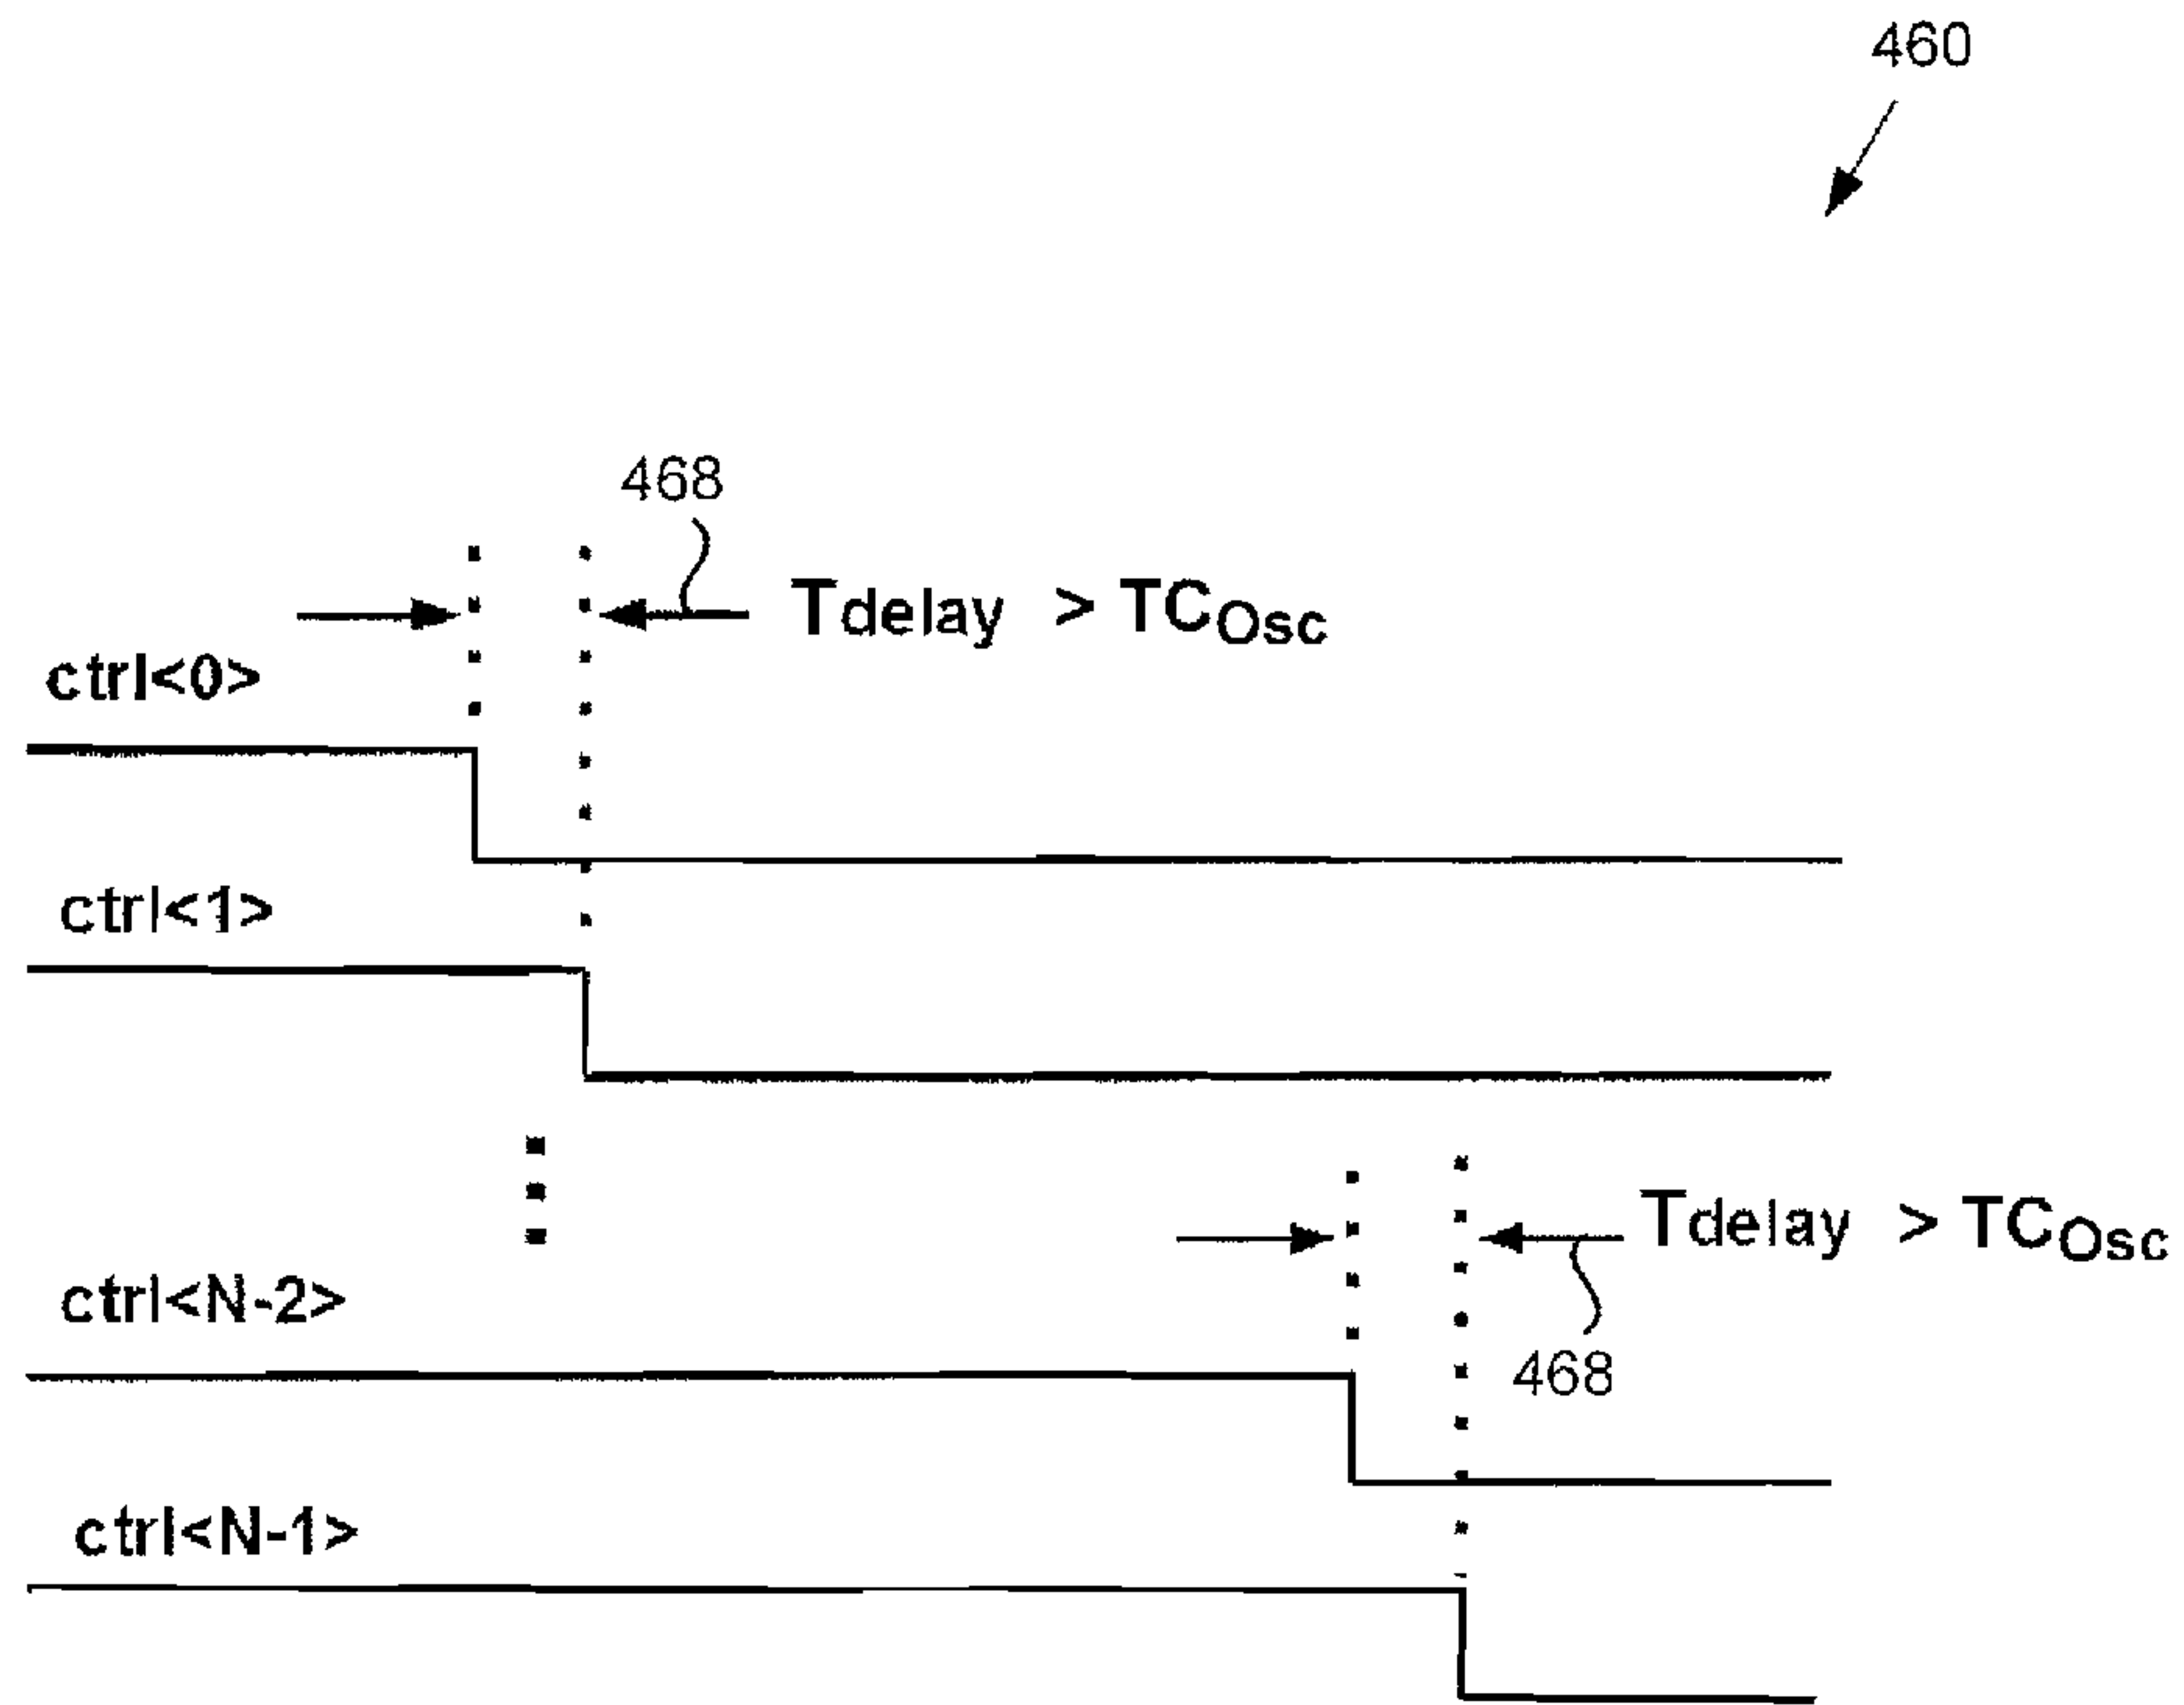 460
468
Tdelay > TCOsc
ctrl<0>
ctrl<1>
Tdelay > TCOsc
ctrl<N-2>
468
ctrl<N-1>